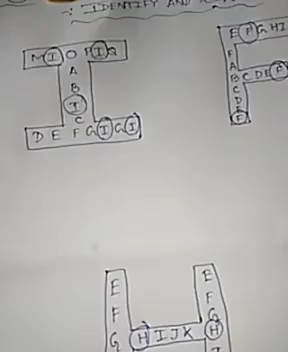 : IDENTIFY AND
M I O P I Q
A
B
I
C
D E F G I G I
E F G H I
F
A
B C D E F
C
D
E
F
E
F
G
H I J K
E
F
G
H
I